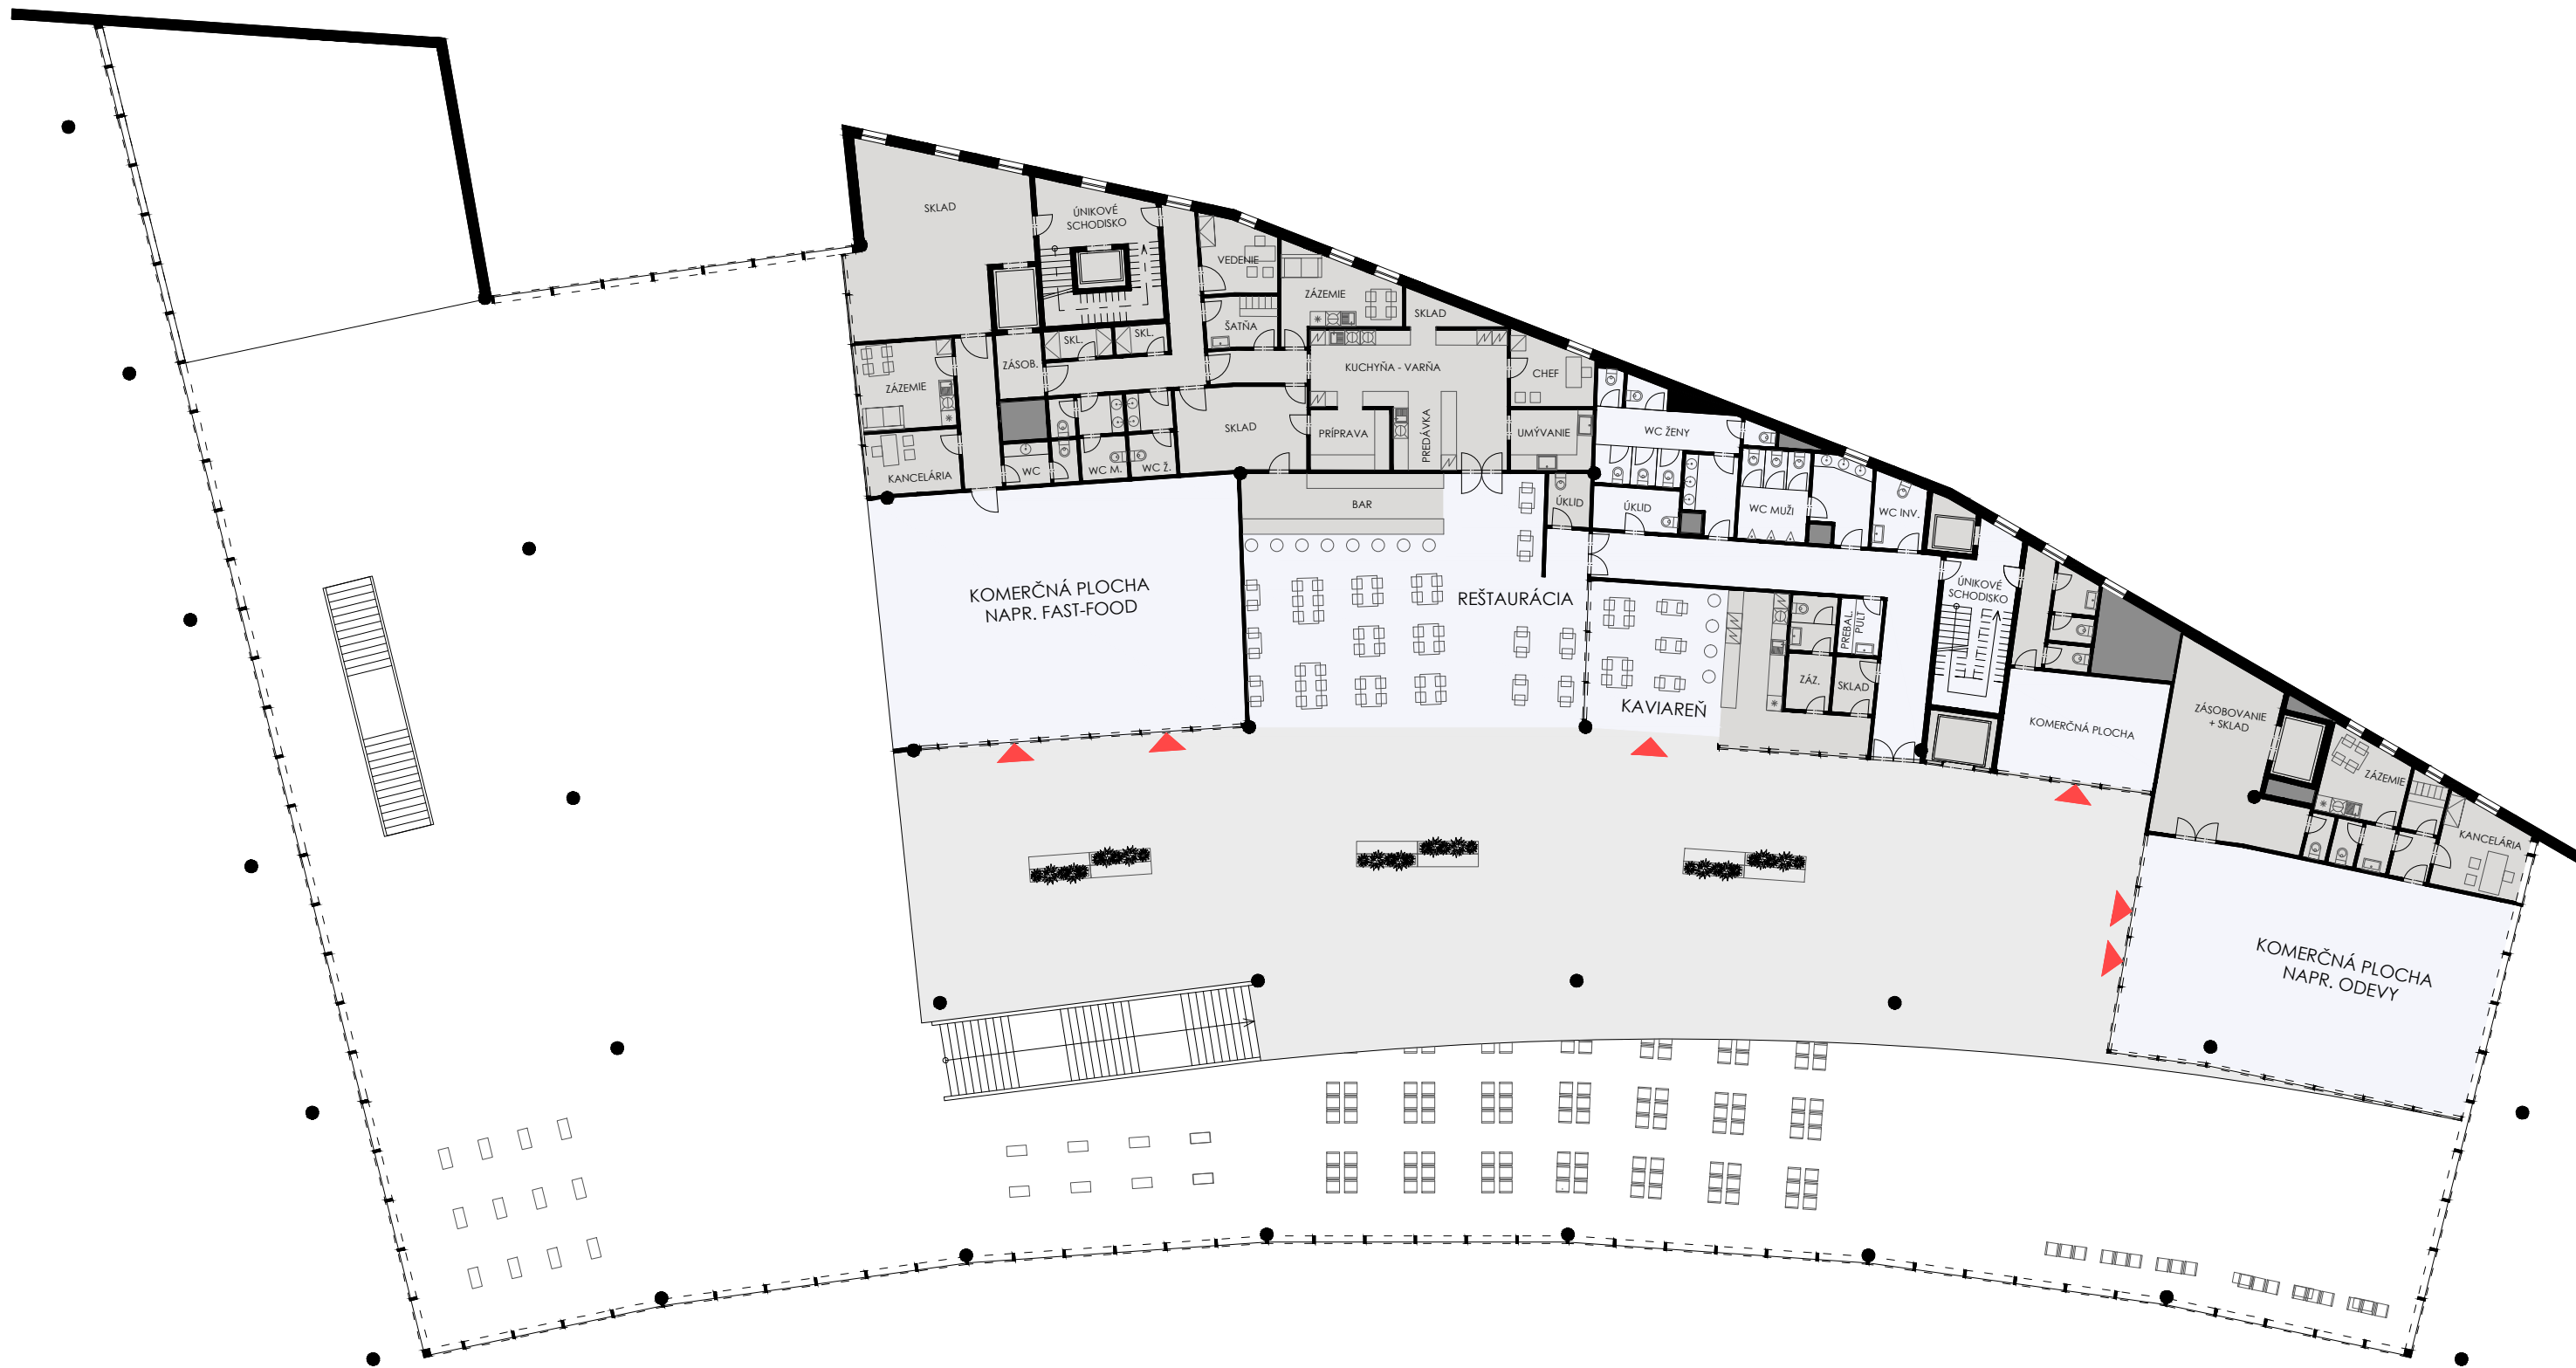 SKLAD
ÚNIKOVÉ
SCHODISKO
VEDENIE
ZÁZEMIE
SKLAD
ŠATŇA
SKL.
SKL.
ZÁSOB.
KUCHYŇA - VARŇA
CHEF
ZÁZEMIE
KANCELÁRIA
WC
WC M.
WC Ž.
SKLAD
PRÍPRAVA
PREDÁVKA
UMÝVANIE
WC ŽENY
BAR
ÚKLID
ÚKLID
WC MUŽI
WC INV.
KOMERČNÁ PLOCHA
NAPR. FAST-FOOD
REŠTAURÁCIA
ÚNIKOVÉ
SCHODISKO
PREBAL.
PULT
ZÁZ.
SKLAD
KAVIAREŇ
KOMERČNÁ PLOCHA
ZÁSOBOVANIE
+ SKLAD
ZÁZEMIE
KANCELÁRIA
KOMERČNÁ PLOCHA
NAPR. ODEVY